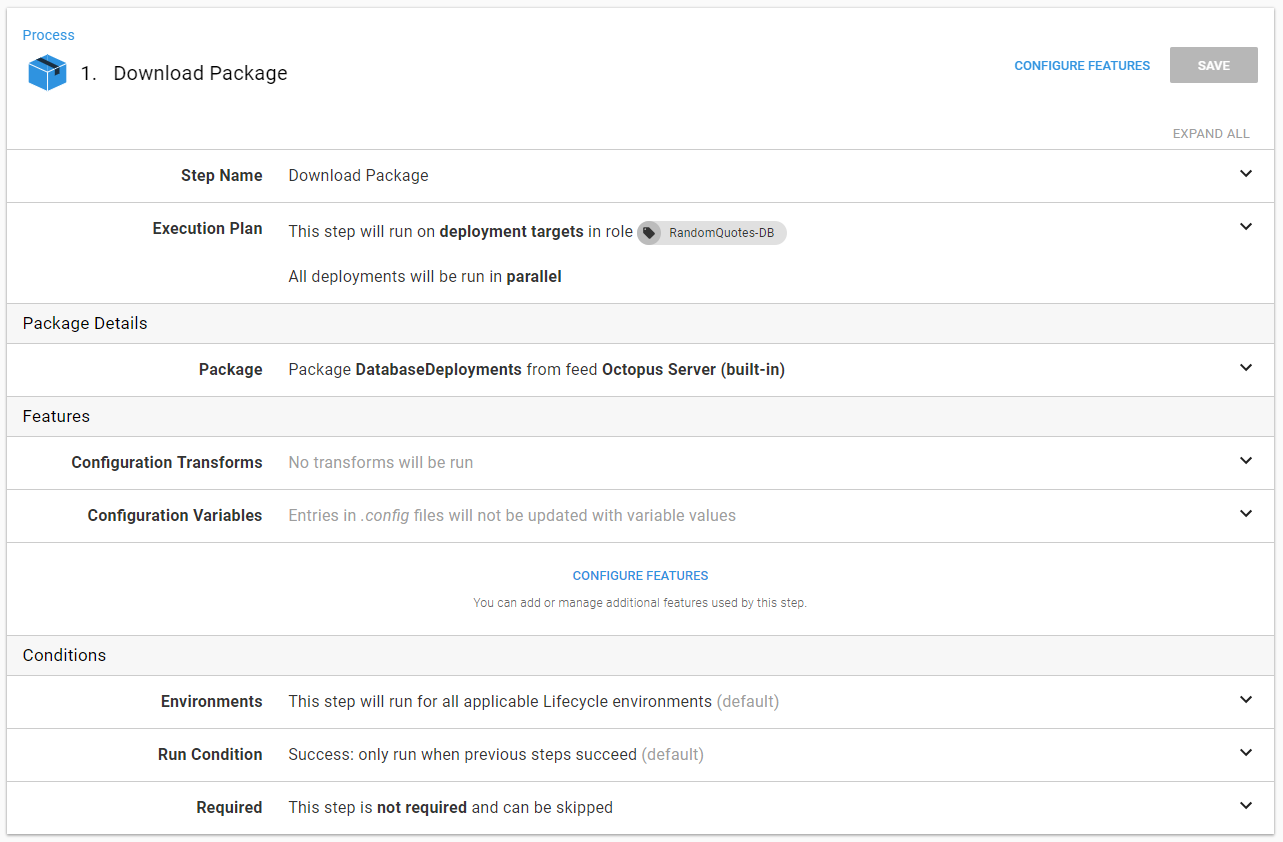 Process
1. Download Package
CONFIGURE FEATURES
SAVE
EXPAND ALL
Step Name Download Package
Execution Plan This step will run on deployment targets in role RandomQuotes-DB
All deployments will be run in parallel
Package Details
Package Package DatabaseDeployments from feed Octopus Server (built-in)
Features
Configuration Transforms No transforms will be run
Configuration Variables Entries in .config files will not be updated with variable values
CONFIGURE FEATURES
You can add or manage additional features used by this step.
Conditions
Environments This step will run for all applicable Lifecycle environments (default)
Run Condition Success: only run when previous steps succeed (default)
Required This step is not required and can be skipped